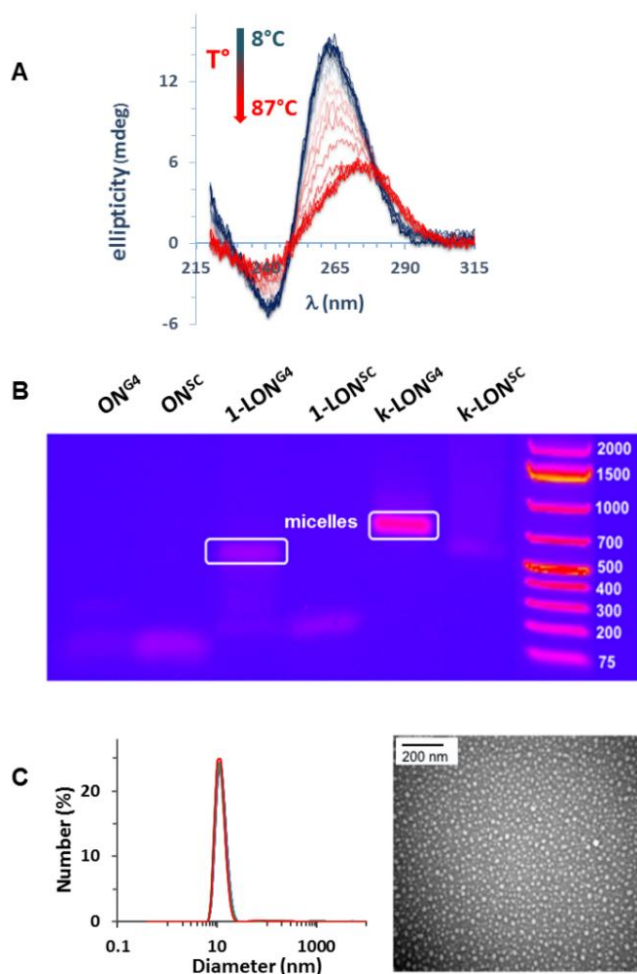 A
T°
8°C
87°C
ellipticity (mdeg)
12
6
0
-6
215
240
265
290
315
λ (nm)
B
ON^G4
ON^SC
1-LON^G4
1-LON^SC
k-LON^G4
k-LON^SC
micelles
2000
1500
1000
700
500
400
300
200
75
C
Number (%)
20
10
0
0.1
10
1000
Diameter (nm)
200 nm